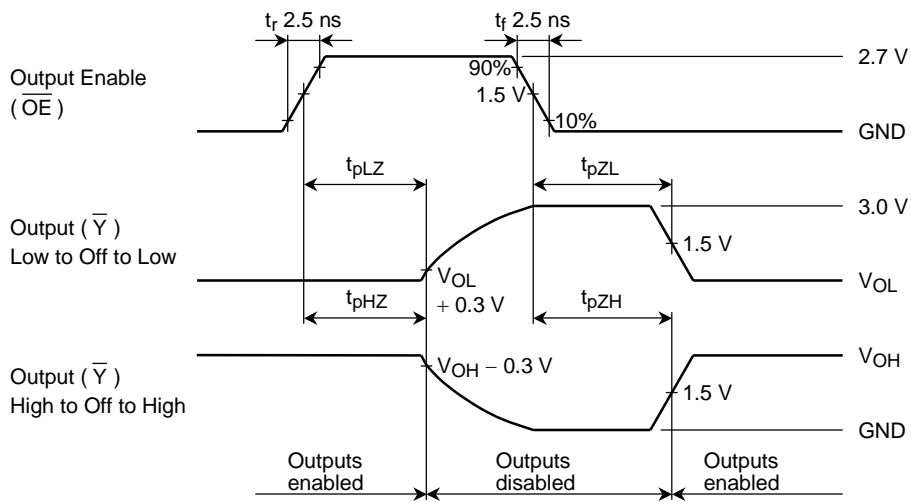 tr 2.5 ns
tf 2.5 ns
Output Enable
(OE)
90%
1.5 V
10%
2.7 V
GND
tpLZ
tpZL
Output (Y)
Low to Off to Low
3.0 V
1.5 V
VOL
+ 0.3 V
VOL
tpHZ
tpZH
Output (Y)
High to Off to High
VOH − 0.3 V
VOH
1.5 V
GND
Outputs
enabled
Outputs
disabled
Outputs
enabled